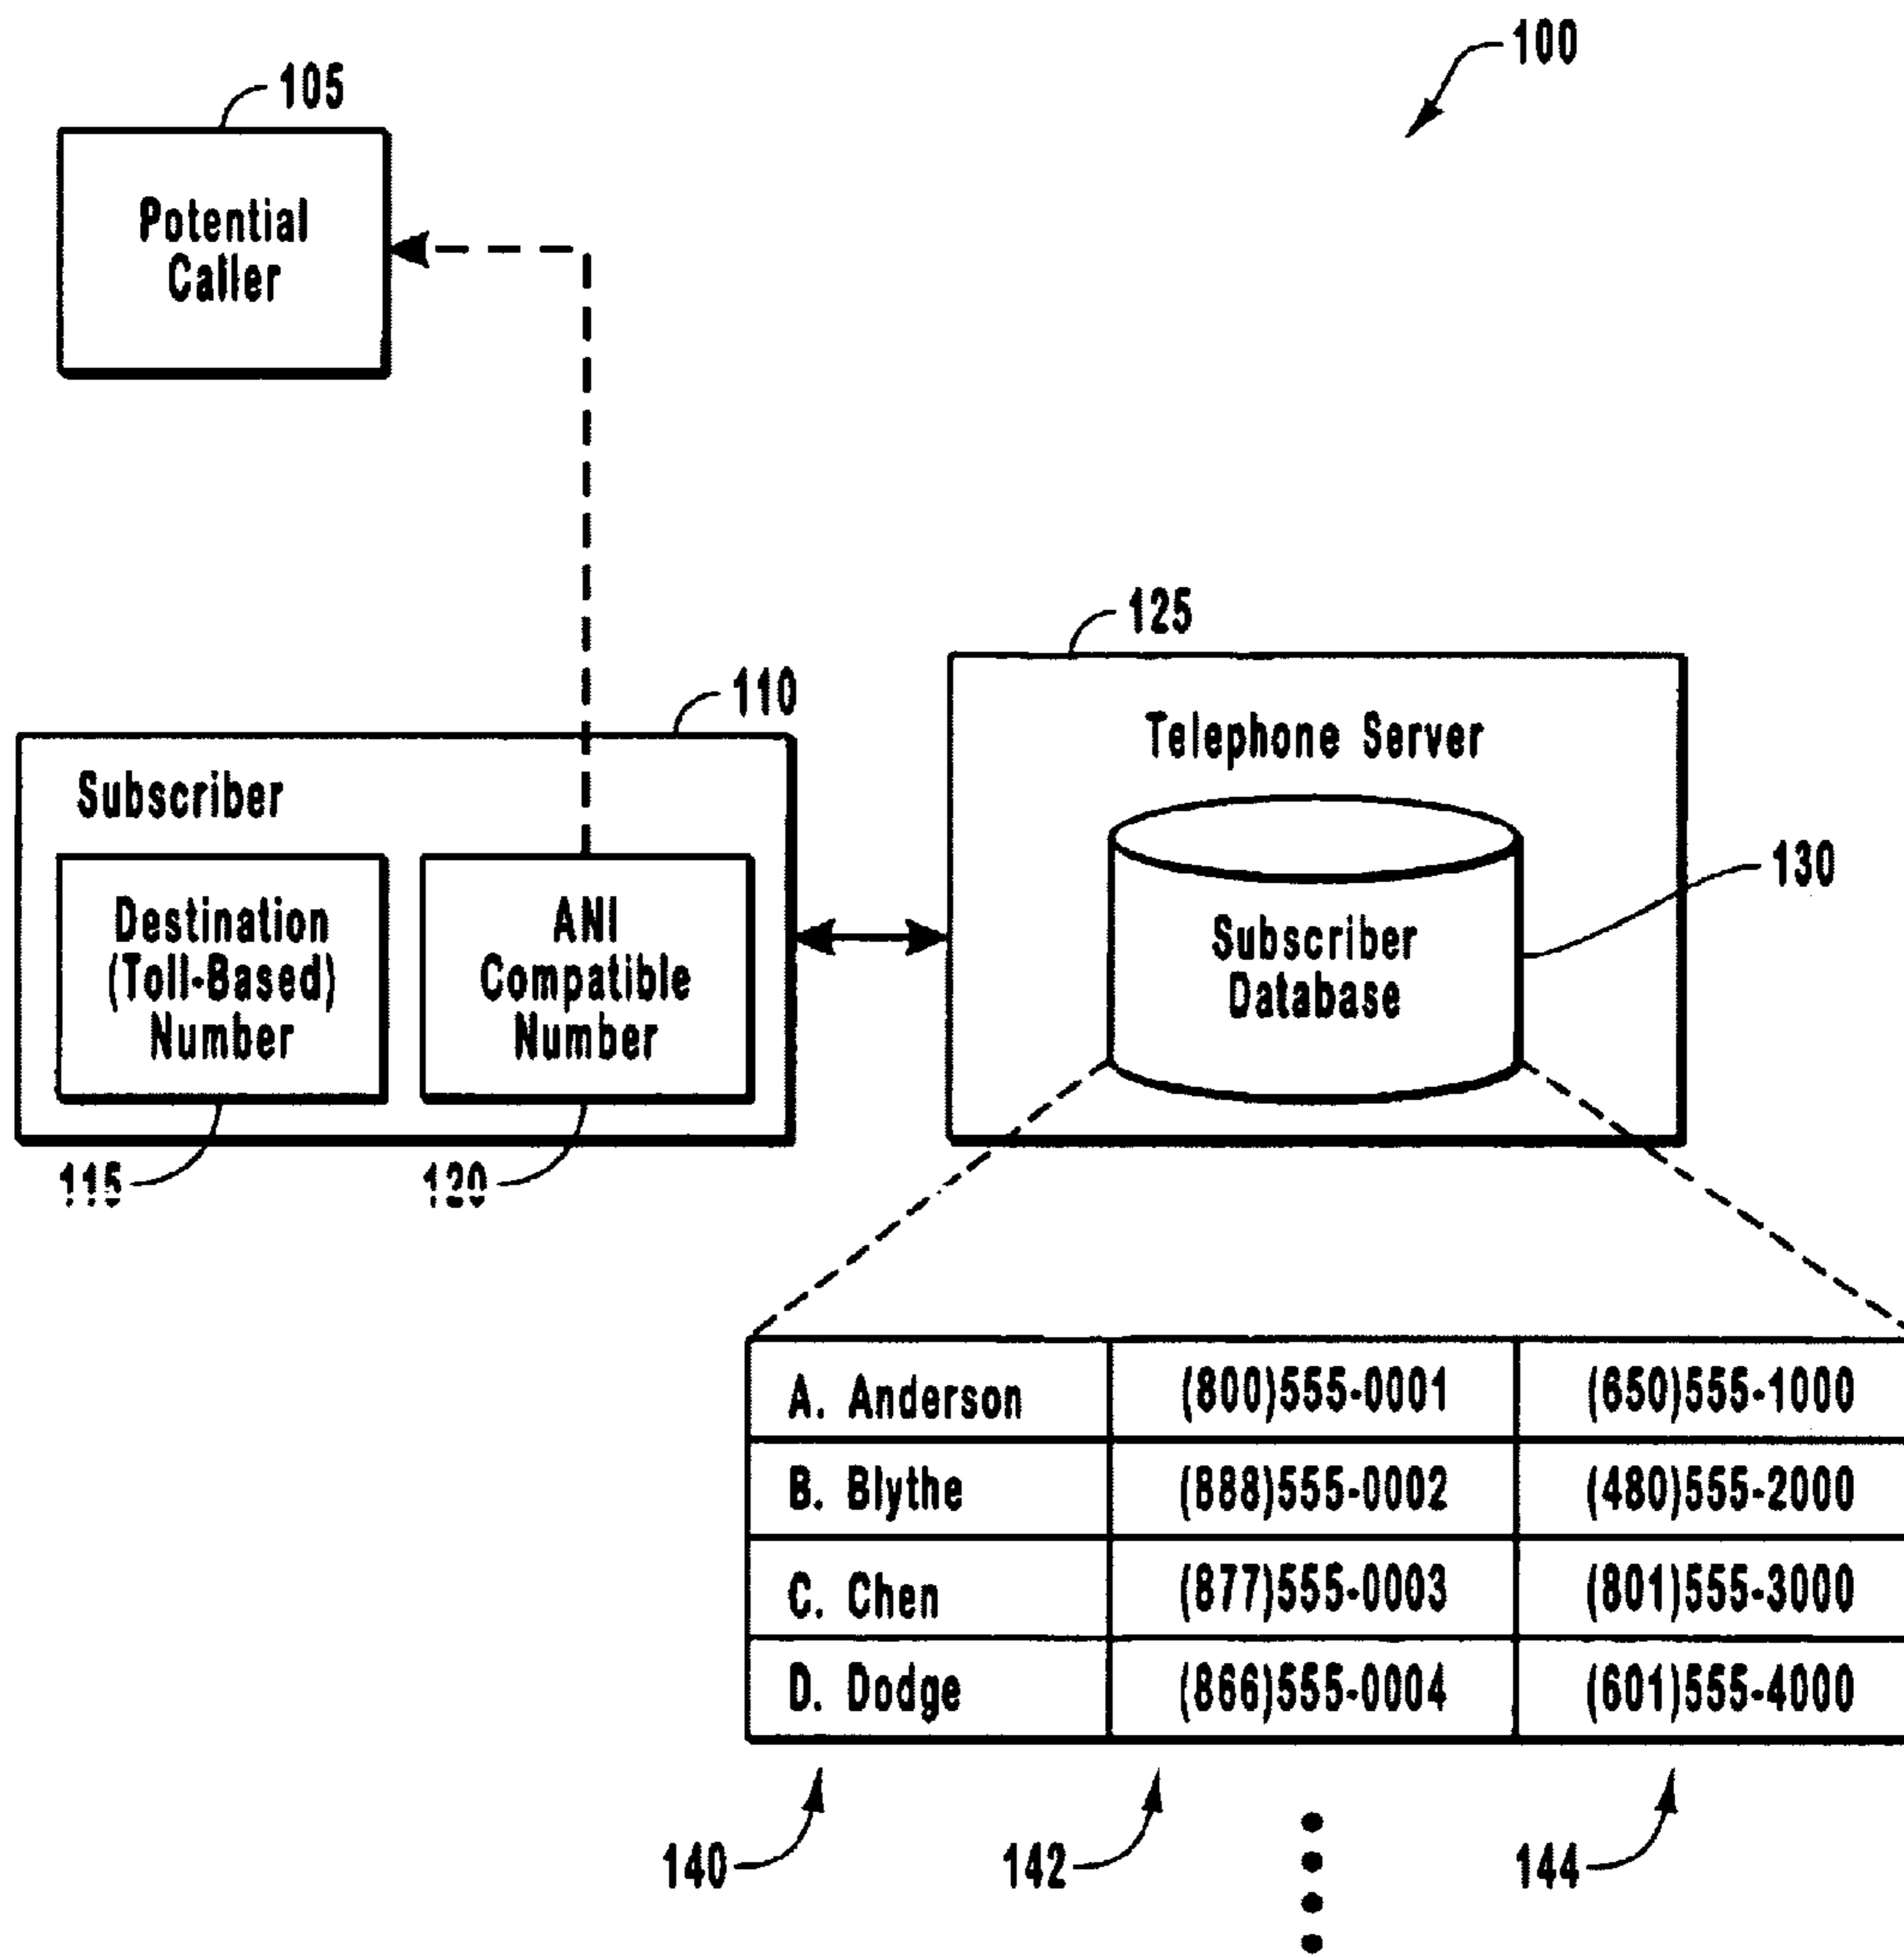 100
105
Potential
Caller
125
110
Telephone Server
Subscriber
130
Destination
(Toll-Based)
Number
ANI
Compatible
Number
Subscriber
Database
115
120
A. Anderson (800)555-0001 (650)555-1000
B. Blythe (888)555-0002 (480)555-2000
C. Chen (877)555-0003 (801)555-3000
D. Dodge (866)555-0004 (601)555-4000
140
142
144